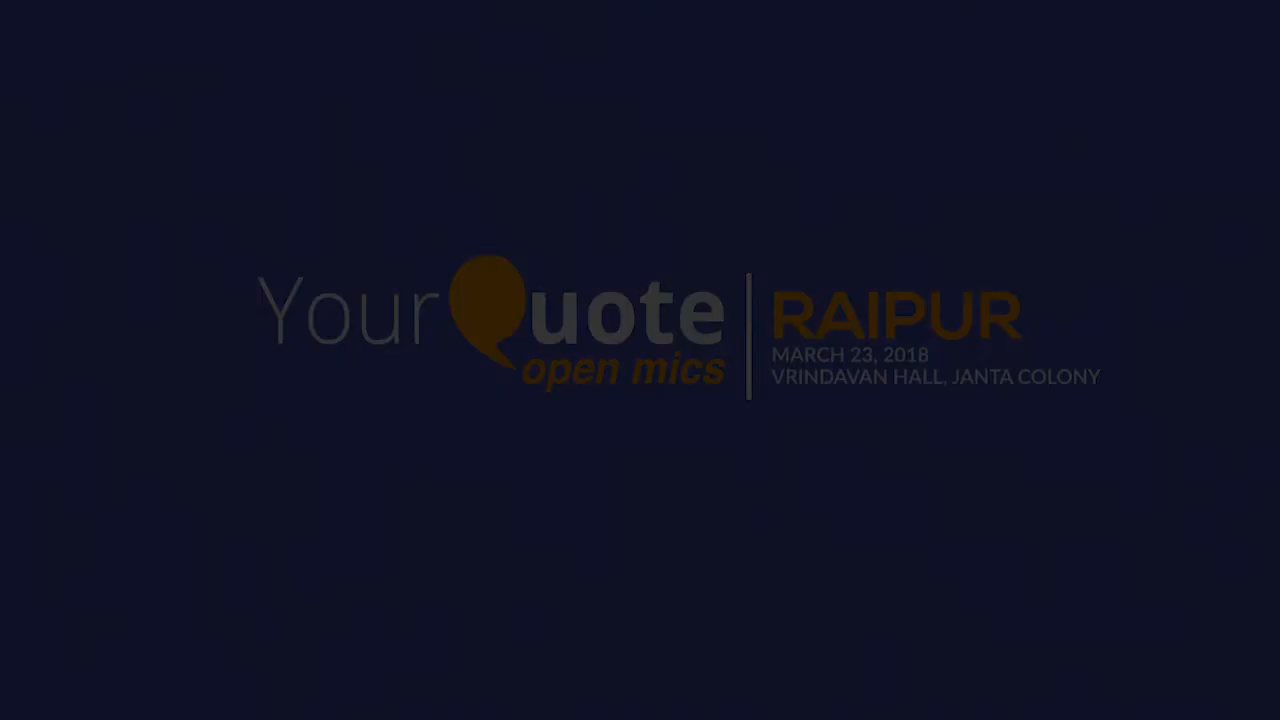 YourQuote
open mics
RAIPUR
MARCH 23, 2018
VRINDAVAN HALL, JANTA COLONY